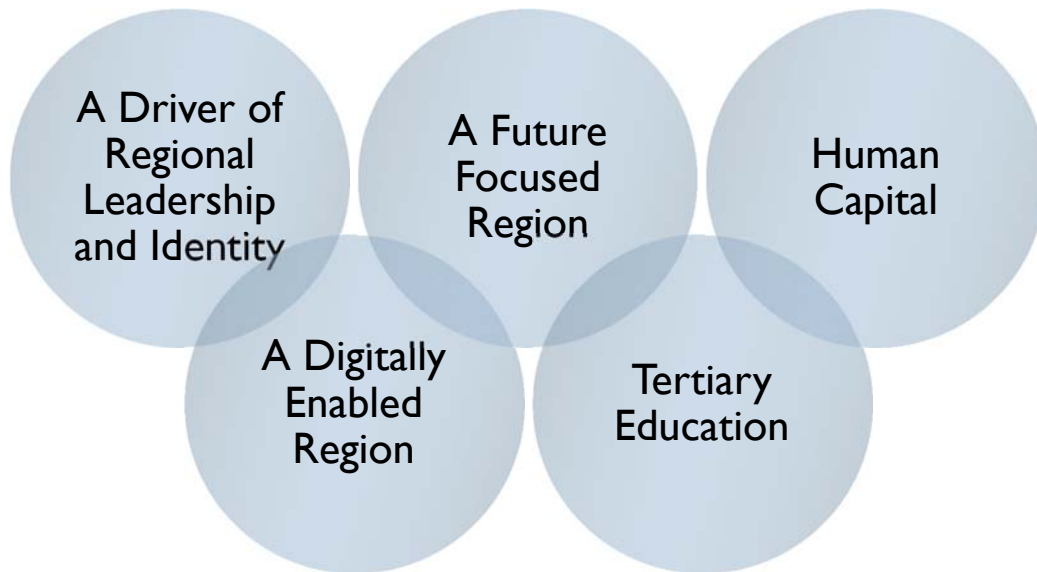 A Driver of
Regional
Leadership
and Identity
A Future
Focused
Region
Human
Capital
A Digitally
Enabled
Region
Tertiary
Education